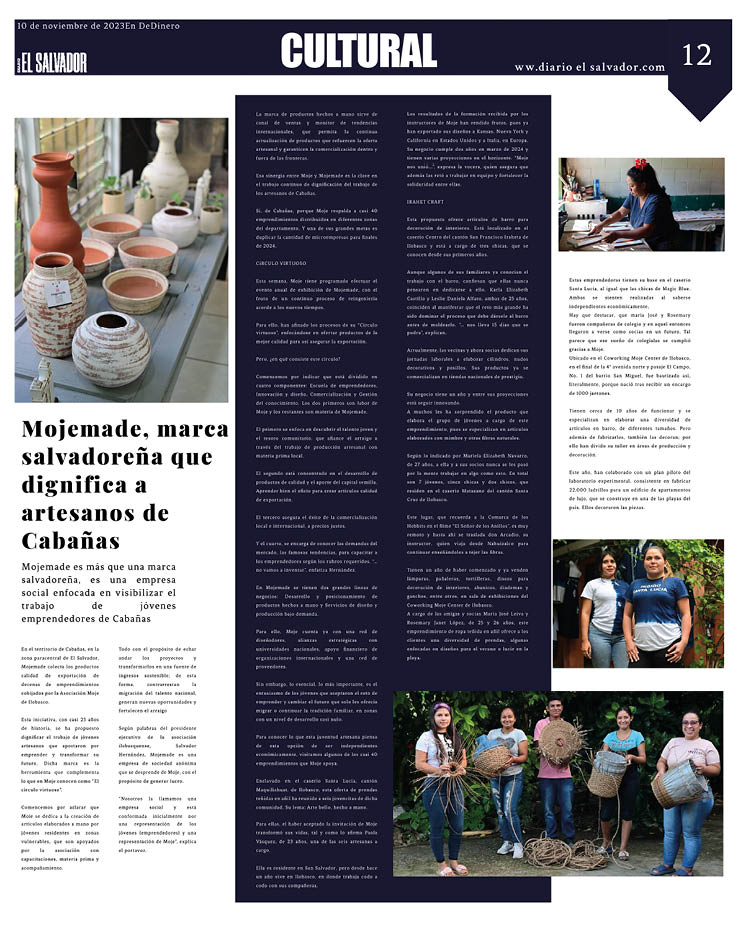 10 de noviembre de 2023En DeDinero
DIARIO
EL SALVADOR
CULTURAL
ww.diario el salvador.com
12
Mojemade, marca
salvadoreña que
dignifica a
artesanos de
Cabañas
Mojemade es más que una marca
salvadoreña, es una empresa
social enfocada en visibilizar el
trabajo de jóvenes
emprendedores de Cabañas
En el territorio de Cabañas, en la
zona paracentral de El Salvador,
Mojemade colecta los productos
calidad de exportación de
decenas de emprendimientos
cobijados por la Asociación Moje
de Ilobasco.
Esta iniciativa, con casi 25 años
de historia, se ha propuesto
dignificar el trabajo de jóvenes
artesanos que apostaron por
emprender y transformar su
futuro. Dicha marca es la
herramienta que complementa
lo que en Moje conocen como "El
círculo virtuoso".
Comencemos por aclarar que
Moje se dedica a la creación de
artículos elaborados a mano por
jóvenes residentes en zonas
vulnerables, que son apoyados
por la asociación con
capacitaciones, materia prima y
acompañamiento.
Todo con el propósito de echar
andar los proyectos y
transformarlos en una fuente de
ingresos sostenible; de esta
forma, contrarrestan la
migración del talento nacional,
generan nuevas oportunidades y
fortalecen el arraigo
Según palabras del presidente
ejecutivo de la asociación
ilobasquense, Salvador
Hernández, Mojemade es una
empresa de sociedad anónima
que se desprende de Moje, con el
propósito de generar lucro.
"Nosotros la llamamos una
empresa social y está
conformada inicialmente por
una representación de los
jóvenes (emprendedores) y una
representación de Moje", explica
el portavoz.
La marca de productos hechos a mano sirve de
canal de ventas y monitor de tendencias
internacionales, que permita la continua
actualización de productos que refuercen la oferta
artesanal y garanticen la comercialización dentro y
fuera de las fronteras.
Esa sinergia entre Moje y Mojemade es la clave en
el trabajo continuo de dignificación del trabajo de
los artesanos de Cabañas.
Sí, de Cabañas, porque Moje respalda a casi 40
emprendimientos distribuidos en diferentes zonas
del departamento. Y una de sus grandes metas es
duplicar la cantidad de microempresas para finales
de 2024.
CíRCULO VIRTUOSO
Esta semana, Moje tiene programado efectuar el
evento anual de exhibición de Mojemade, con el
fruto de un continuo proceso de reingeniería
acorde a los nuevos tiempos.
Para ello, han afinado los procesos de su "Círculo
virtuoso", enfocándose en ofertar productos de la
mejor calidad para así asegurar la exportación.
Pero, ¿en qué consiste este círculo?
Comencemos por indicar que está dividido en
cuatro componentes: Escuela de emprendedores,
Innovación y diseño, Comercialización y Gestión
del conocimiento. Los dos primeros son labor de
Moje y los restantes son materia de Mojemade.
El primero se enfoca en descubrir el talento joven y
el tesoro comunitario, que afiance el arraigo a
través del trabajo de producción artesanal con
materia prima local.
El segundo está concentrado en el desarrollo de
productos de calidad y el aporte del capital semilla.
Aprender bien el oficio para crear artículos calidad
de exportación.
El tercero asegura el éxito de la comercialización
local e internacional, a precios justos.
Y el cuarto, se encarga de conocer las demandas del
mercado, las famosas tendencias, para capacitar a
los emprendedores según los rubros requeridos. "...
no vamos a inventar", enfatiza Hernández.
En Mojemade se tienen dos grandes líneas de
negocios: Desarrollo y posicionamiento de
productos hechos a mano y Servicios de diseño y
producción bajo demanda.
Para ello, Moje cuenta ya con una red de
diseñadores, alianzas estratégicas con
universidades nacionales, apoyo financiero de
organizaciones internacionales y una red de
proveedores.
Sin embargo, lo esencial, lo más importante, es el
entusiasmo de los jóvenes que aceptaron el reto de
emprender y cambiar el futuro que solo les ofrecía
migrar o continuar la tradición familiar, en zonas
con un nivel de desarrollo casi nulo.
Para conocer lo que esta juventud artesana piensa
de esta opción de ser independientes
económicamente, visitamos algunos de los casi 40
emprendimientos que Moje apoya.
Enclavado en el caserío Santa Lucía, cantón
Maquilishuat, de Ilobasco, esta oferta de prendas
teñidas en añil ha reunido a seis jovencitas de dicha
comunidad. Su lema: Arte bello, hecho a mano.
Para ellas, el haber aceptado la invitación de Moje
transformó sus vidas, tal y como lo afirma Paola
Vásquez, de 23 años, una de las seis artesanas a
cargo.
Ella es residente en San Salvador, pero desde hace
un año vive en Ilobasco, en donde trabaja codo a
codo con sus compañeras.
Los resultados de la formación recibida por los
instructores de Moje han rendido frutos, pues ya
han exportado sus diseños a Kansas, Nueva York y
California en Estados Unidos y a Italia, en Europa.
Su negocio cumple dos años en marzo de 2024 y
tienen varias proyecciones en el horizonte. "Moje
nos unió...", expresa la vocera, quien asegura que
además las retó a trabajar en equipo y fortalecer la
solidaridad entre ellas.
IRAHET CRAFT
Esta propuesta ofrece artículos de barro para
decoración de interiores. Está localizado en el
caserío Centro del cantón San Francisco Iraheta de
Ilobasco y está a cargo de tres chicas, que se
conocen desde sus primeros años.
Aunque algunos de sus familiares ya conocían el
trabajo con el barro, confiesan que ellas nunca
pensaron en dedicarse a ello. Karla Elizabeth
Castillo y Leslie Daniela Alfaro, ambas de 25 años,
coinciden al manifestar que el reto más grande ha
sido dominar el proceso que debe dársele al barro
antes de moldearlo. "... nos lleva 15 días que se
pudra", explican.
Actualmente, las vecinas y ahora socias dedican sus
jornadas laborales a elaborar cilindros, nudos
decorativos y pocillos. Sus productos ya se
comercializan en tiendas nacionales de prestigio.
Su negocio tiene un año y entre sus proyecciones
está seguir innovando.
A muchos les ha sorprendido el producto que
elabora el grupo de jóvenes a cargo de este
emprendimiento, pues se especializan en artículos
elaborados con mimbre y otras fibras naturales.
Según lo indicado por Mariela Elizabeth Navarro,
de 27 años, a ella y a sus socios nunca se les pasó
por la mente trabajar en algo como esto. En total
son 7 jóvenes, cinco chicas y dos chicos, que
residen en el caserío Matazano del cantón Santa
Cruz de Ilobasco.
Este lugar, que recuerda a la Comarca de los
Hobbits en el filme "El Señor de los Anillos", es muy
remoto y hasta ahí se traslada don Arcadio, su
instructor, quien viaja desde Nahuizalco para
continuar enseñándoles a tejer las fibras.
Tienen un año de haber comenzado y ya venden
lámparas, pañaleras, tortilleras, diseño para
decoración de interiores, abanicos, diademas y
ganchos, entre otros, en sala de exhibiciones del
Coworking Moje Center de Ilobasco.
A cargo de las amigas y socias María José Leiva y
Rosemary Janet López, de 25 y 26 años, este
emprendimiento de ropa teñida en añil ofrece a los
clientes una diversidad de prendas, algunas
enfocadas en diseños para el verano o lucir en la
playa.
Estas emprendedoras tienen su base en el caserío
Santa Lucía, al igual que las chicas de Magic Blue.
Ambos se sienten realizadas al saberse
independientes económicamente.
Hay que destacar, que maría José y Rosemary
fueron compañeras de colegio y en aquel entonces
llegaron a verse como socias en un futuro. Tal
parece que ese sueño de colegialas se cumplió
gracias a Moje.
Ubicado en el Coworking Moje Center de Ilobasco,
en el final de la 4ª avenida norte y pasaje El Campo,
No. 1 del barrio San Miguel, fue bautizado así,
literalmente, porque nació tras recibir un encargo
de 1000 jarrones.
Tienen cerca de 10 años de funcionar y se
especializan en elaborar una diversidad de
artículos en barro, de diferentes tamaños. Pero
además de fabricarlos, también las decoran; por
ello han divido su taller en áreas de producción y
decoración.
Este año, han colaborado con un plan piloto del
laboratorio experimental, consistente en fabricar
22,000 ladrillos para un edificio de apartamentos
de lujo, que se construye en una de las playas del
país. Ellos decoraron las piezas.
SANTA LUCIA